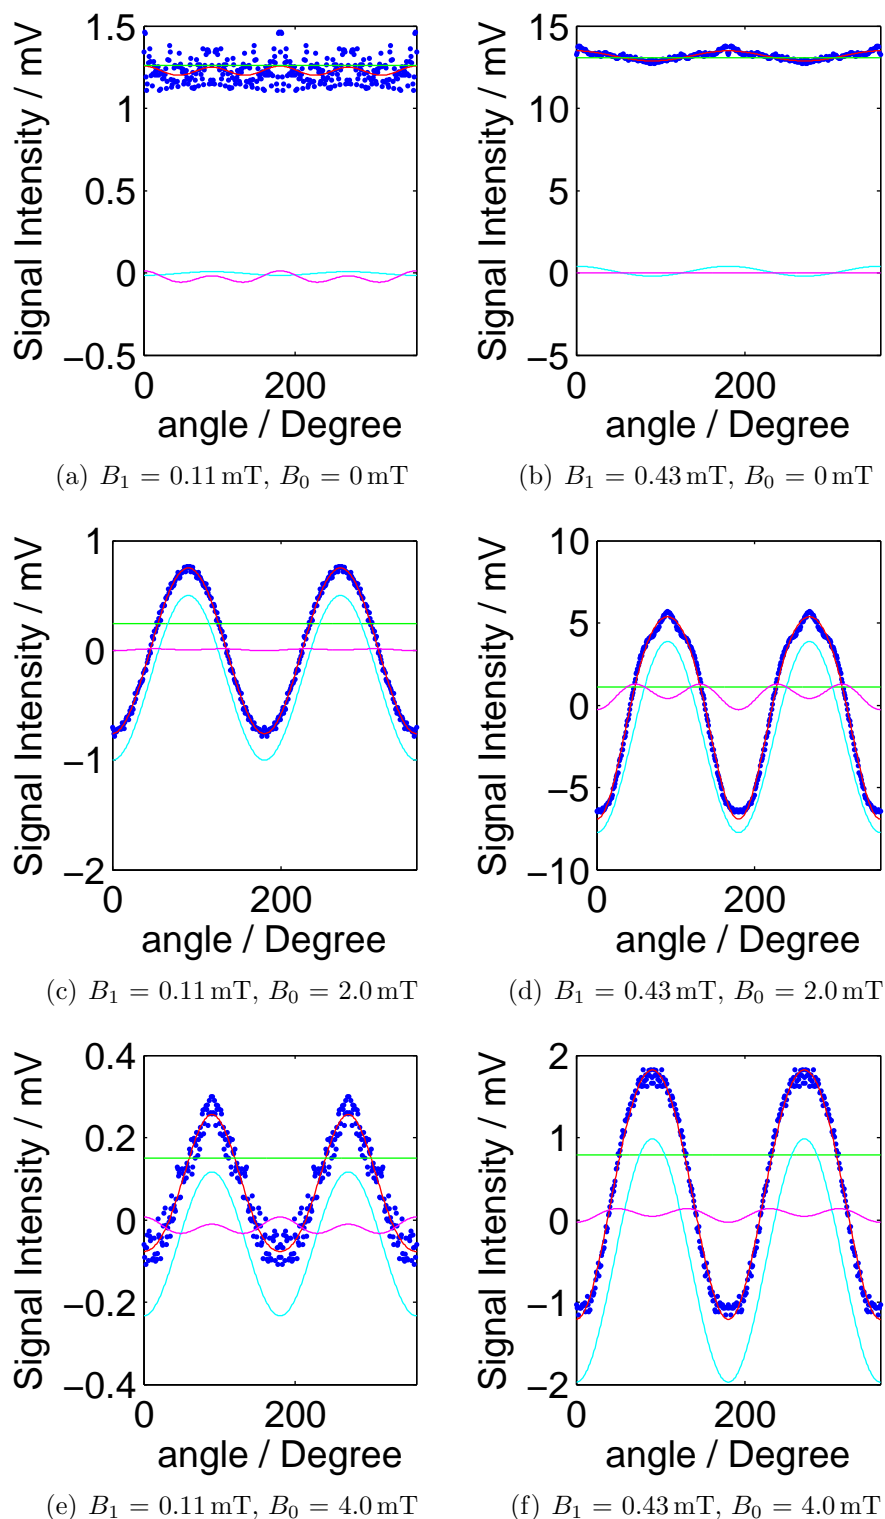 Signal Intensity / mV
1.5
1
0.5
0
−0.5
0
200
angle / Degree
(a) B₁ = 0.11 mT, B₀ = 0 mT
Signal Intensity / mV
15
10
5
0
−5
0
200
angle / Degree
(b) B₁ = 0.43 mT, B₀ = 0 mT
Signal Intensity / mV
1
0
−1
−2
0
200
angle / Degree
(c) B₁ = 0.11 mT, B₀ = 2.0 mT
Signal Intensity / mV
10
5
0
−5
−10
0
200
angle / Degree
(d) B₁ = 0.43 mT, B₀ = 2.0 mT
Signal Intensity / mV
0.4
0.2
0
−0.2
−0.4
0
200
angle / Degree
(e) B₁ = 0.11 mT, B₀ = 4.0 mT
Signal Intensity / mV
2
1
0
−1
−2
0
200
angle / Degree
(f) B₁ = 0.43 mT, B₀ = 4.0 mT